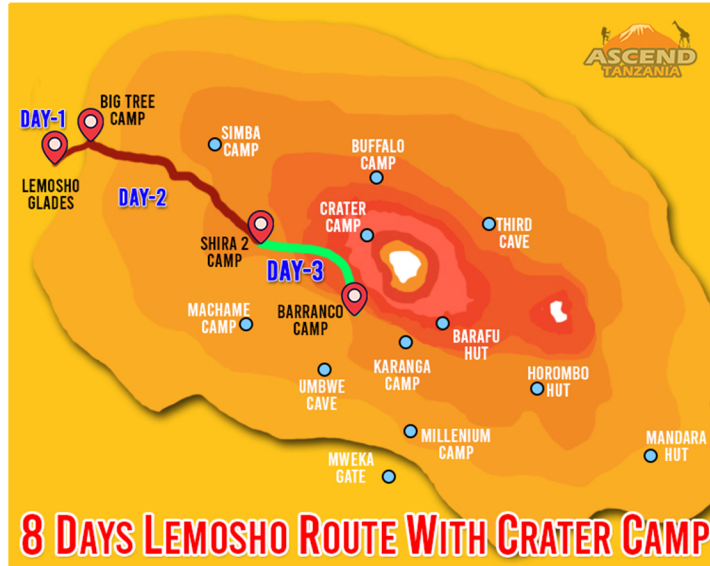 ASCEND
TANZANIA
DAY-1
BIG TREE
CAMP
LEMOSHO
GLADES
DAY-2
SIMBA
CAMP
BUFFALO
CAMP
CRATER
CAMP
THIRD
CAVE
SHIRA 2
CAMP
DAY-3
MACHAME
CAMP
BARRANCO
CAMP
BARAFU
HUT
KARANGA
CAMP
UMBWE
CAVE
HOROMBO
HUT
MILLENIUM
CAMP
MANDARA
HUT
MWEKA
GATE
8 DAYS LEMOSHO ROUTE WITH CRATER CAMP